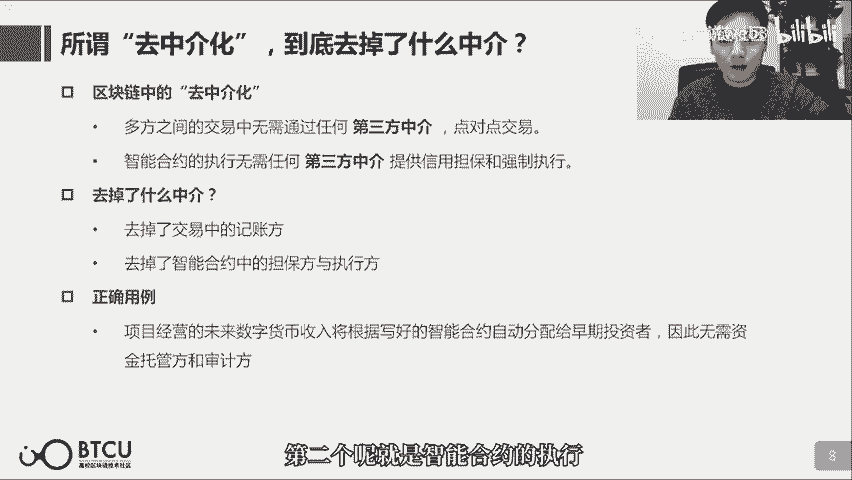 所谓“去中介化”，到底去掉了什么中介？
bilibili
区块链中的“去中介化”
• 多方之间的交易中无需通过任何 第三方中介 ，点对点交易。
• 智能合约的执行无需任何 第三方中介 提供信用担保和强制执行。
去掉了什么中介？
• 去掉了交易中的记账方
• 去掉了智能合约中的担保方与执行方
正确用例
• 项目经营的未来数字货币收入将根据写好的智能合约自动分配给早期投资者，因此无需资
金托管方和审计方
BTCU
高校区块链技术社区
第二个呢就是智能合约的执行
8